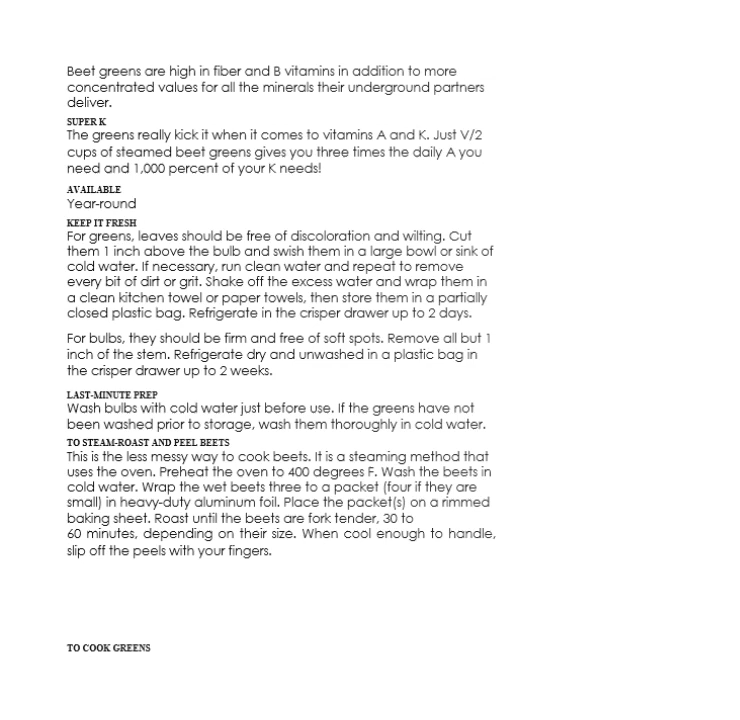 Beet greens are high in fiber and B vitamins in addition to more
concentrated values for all the minerals their underground partners
deliver.
SUPER K
The greens really kick it when it comes to vitamins A and K. Just V/2
cups of steamed beet greens gives you three times the daily A you
need and 1,000 percent of your K needs!
AVAILABLE
Year-round
KEEP IT FRESH
For greens, leaves should be free of discoloration and wilting. Cut
them 1 inch above the bulb and swish them in a large bowl or sink of
cold water. If necessary, run clean water and repeat to remove
every bit of dirt or grit. Shake off the excess water and wrap them in
a clean kitchen towel or paper towels, then store them in a partially
closed plastic bag. Refrigerate in the crisper drawer up to 2 days.
For bulbs, they should be firm and free of soft spots. Remove all but 1
inch of the stem. Refrigerate dry and unwashed in a plastic bag in
the crisper drawer up to 2 weeks.
LAST-MINUTE PREP
Wash bulbs with cold water just before use. If the greens have not
been washed prior to storage, wash them thoroughly in cold water.
TO STEAM-ROAST AND PEEL BEETS
This is the less messy way to cook beets. It is a steaming method that
uses the oven. Preheat the oven to 400 degrees F. Wash the beets in
cold water. Wrap the wet beets three to a packet (four if they are
small) in heavy-duty aluminum foil. Place the packet(s) on a rimmed
baking sheet. Roast until the beets are fork tender, 30 to
60 minutes, depending on their size. When cool enough to handle,
slip off the peels with your fingers.
TO COOK GREENS